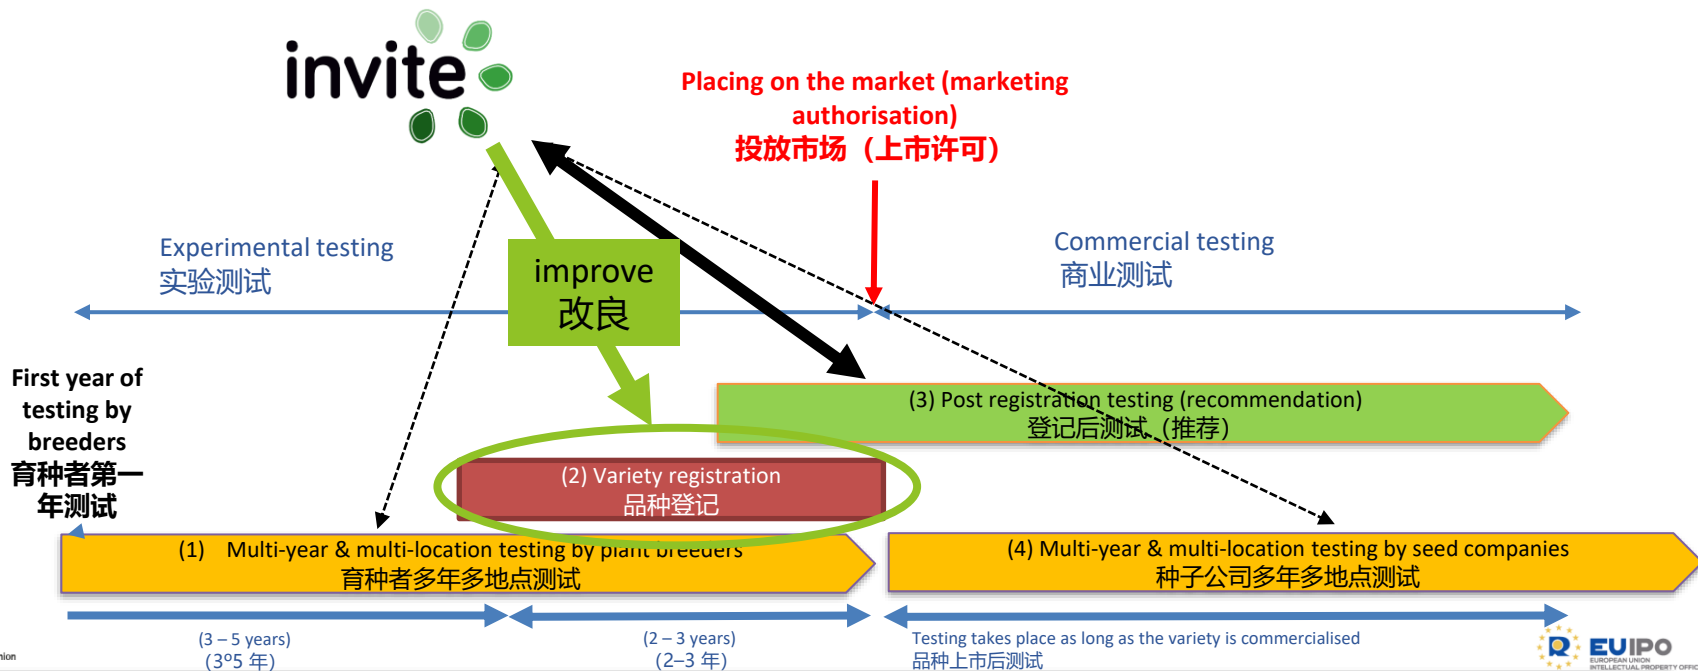 invite
Placing on the market (marketing
authorisation)
投放市场（上市许可）
Experimental testing
实验测试
Commercial testing
商业测试
improve
改良
First year of
testing by
breeders
育种者第一
年测试
(3) Post registration testing (recommendation)
登记后测试（推荐）
(2) Variety registration
品种登记
(1) Multi-year & multi-location testing by plant breeders
育种者多年多地点测试
(4) Multi-year & multi-location testing by seed companies
种子公司多年多地点测试
(3 – 5 years)
(3º5 年)
(2 – 3 years)
(2–3 年)
Testing takes place as long as the variety is commercialised
品种上市后测试
nion
R
EUIPO
EUROPEAN UNION
INTELLECTUAL PROPERTY OFFIC